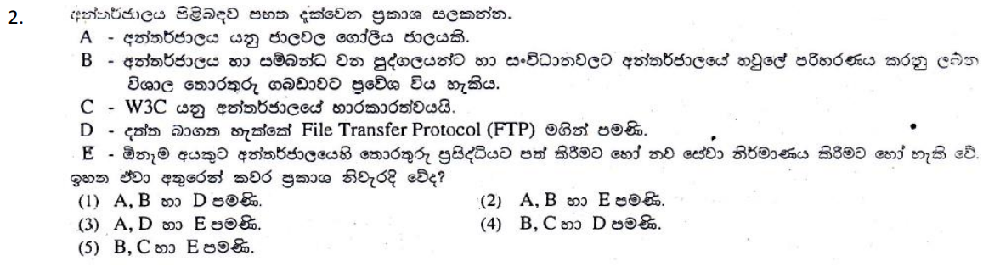 2. අන්තර්ජාලය පිළිබඳව පහත දැක්වෙන ප්‍රකාශ සලකන්න.
A - අන්තර්ජාලය යනු ජාලවල ගෝලීය ජාලයකි.
B - අන්තර්ජාලය හා සම්බන්ධ වන පුද්ගලයන්ට හා සංවිධානවලට අන්තර්ජාලයේ හවුලේ පරිහරණය කරනු ලබන
විශාල තොරතුරු ගබඩාවට ප්‍රවේශ විය හැකිය.
C - W3C යනු අන්තර්ජාලයේ භාරකාරත්වයයි.
D - දත්ත බාගත හැක්කේ File Transfer Protocol (FTP) මගින් පමණි.
E - ඕනෑම අයකුට අන්තර්ජාලයෙහි තොරතුරු ප්‍රසිද්ධියට පත් කිරීමට හෝ නව සේවා නිර්මාණය කිරීමට හෝ හැකි වේ.
ඉහත ඒවා අතුරෙන් කවර ප්‍රකාශ නිවැරදි වේද?
(1) A, B හා D පමණි. (2) A, B හා E පමණි.
(3) A, D හා E පමණි. (4) B, C හා D පමණි.
(5) B, C හා E පමණි.